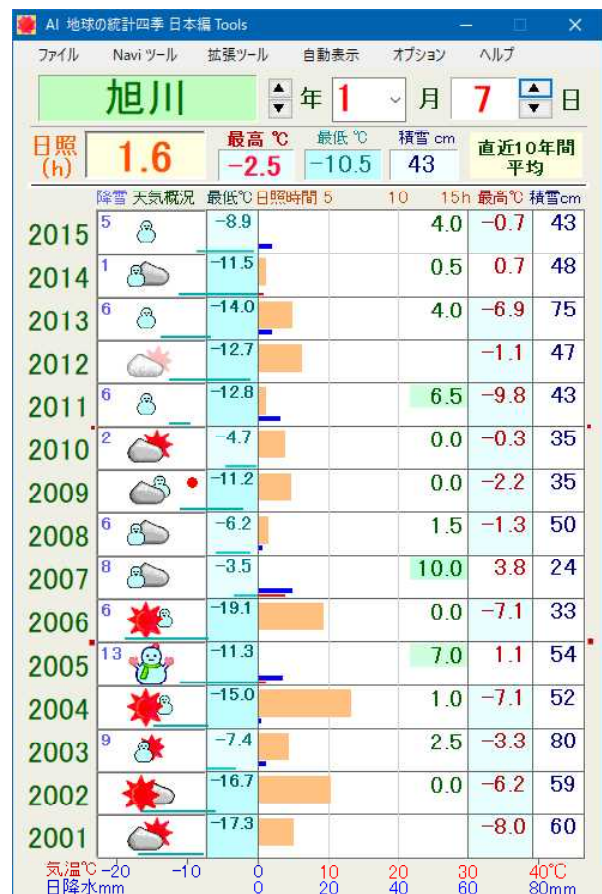 AI 地球の統計四季 日本編 Tools
ファイル Navi ツール 拡張ツール 自動表示 オプション ヘルプ
旭川 年 1 月 7 日
日照 (h) 1.6 最高 ℃ -2.5 最低 ℃ -10.5 積雪 cm 43 直近10年間 平均
降雪 天気概況 最低℃ 日照時間 5 10 15h 最高℃ 積雪cm
2015 5 -8.9 4.0 -0.7 43
2014 1 -11.5 0.5 0.7 48
2013 6 -14.0 4.0 -6.9 75
2012 -12.7 -1.1 47
2011 6 -12.8 6.5 -9.8 43
2010 2 -4.7 0.0 -0.3 35
2009 -11.2 0.0 -2.2 35
2008 6 -6.2 1.5 -1.3 50
2007 8 -3.5 10.0 3.8 24
2006 6 -19.1 0.0 -7.1 33
2005 13 -11.3 7.0 1.1 54
2004 -15.0 1.0 -7.1 52
2003 9 -7.4 2.5 -3.3 80
2002 -16.7 0.0 -6.2 59
2001 -17.3 -8.0 60
気温℃ -20 -10 0 10 20 30 40℃
日降水mm 0 20 40 60 80mm